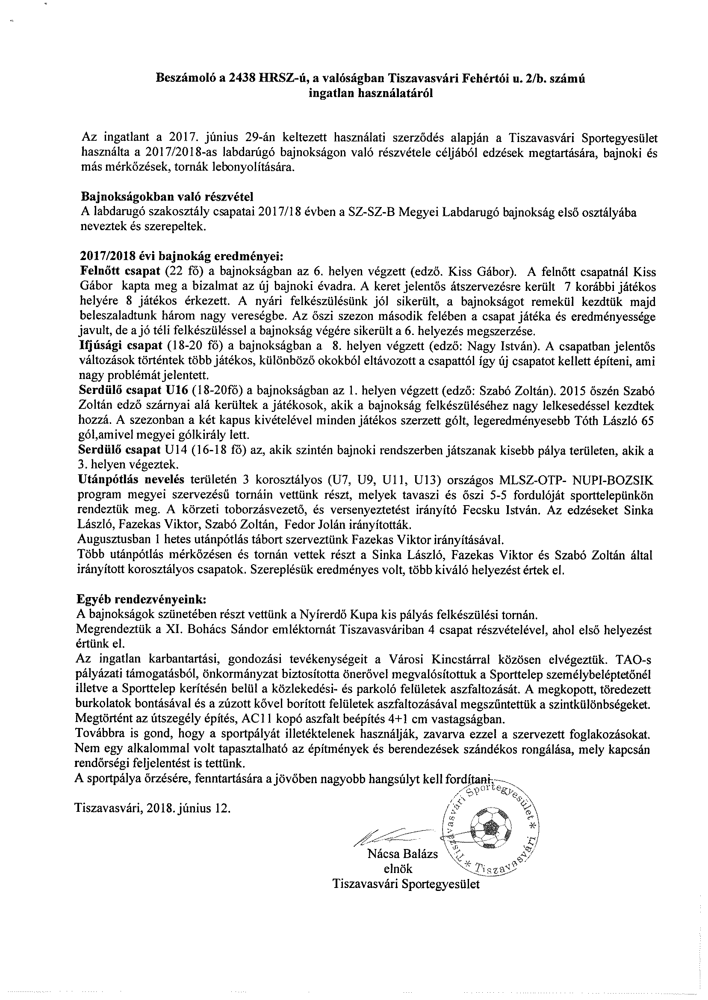 Beszámoló a 2438 HRSZ-ú, a valóságban Tiszavasvári Fehértói u. 2/b. számú
ingatlan használatáról
Az ingatlant a 2017. június 29-án keltezett használati szerződés alapján a Tiszavasvári Sportegyesület
használta a 2017/2018-as labdarúgó bajnokságon való részvétele céljából edzések megtartására, bajnoki és
más mérkőzések, tornák lebonyolítására.
Bajnokságokban való részvétel
A labdarugó szakosztály csapatai 2017/18 évben a SZ-SZ-B Megyei Labdarugó bajnokság első osztályába
neveztek és szerepeltek.
2017/2018 évi bajnokág eredményei:
Felnőtt csapat (22 fő) a bajnokságban az 6. helyen végzett (edző. Kiss Gábor). A felnőtt csapatnál Kiss
Gábor kapta meg a bizalmat az új bajnoki évadra. A keret jelentős átszervezésre került 7 korábbi játékos
helyére 8 játékos érkezett. A nyári felkészülésünk jól sikerült, a bajnokságot remekül kezdtük majd
beleszaladtunk három nagy vereségbe. Az őszi szezon második felében a csapat játéka és eredményessége
javult, de a jó téli felkészüléssel a bajnokság végére sikerült a 6. helyezés megszerzése.
Ifjúsági csapat (18-20 fő) a bajnokságban a 8. helyen végzett (edző: Nagy István). A csapatban jelentős
változások történtek több játékos, különböző okokból eltávozott a csapattól így új csapatot kellett építeni, ami
nagy problémát jelentett.
Serdülő csapat U16 (18-20fő) a bajnokságban az 1. helyen végzett (edző: Szabó Zoltán). 2015 őszén Szabó
Zoltán edző szárnyai alá kerültek a játékosok, akik a bajnokság felkészüléséhez nagy lelkesedéssel kezdtek
hozzá. A szezonban a két kapus kivételével minden játékos szerzett gólt, legeredményesebb Tóth László 65
gól,amivel megyei gólkirály lett.
Serdülő csapat U14 (16-18 fő) az, akik szintén bajnoki rendszerben játszanak kisebb pálya területen, akik a
3. helyen végeztek.
Utánpótlás nevelés területén 3 korosztályos (U7, U9, U11, U13) országos MLSZ-OTP- NUPI-BOZSIK
program megyei szervezésű tornáin vettünk részt, melyek tavaszi és őszi 5-5 fordulóját sporttelepünkön
rendeztük meg. A körzeti toborzásvezető, és versenyeztetést irányító Fecsku István. Az edzéseket Sinka
László, Fazekas Viktor, Szabó Zoltán, Fedor Jolán irányították.
Augusztusban 1 hetes utánpótlás tábort szerveztünk Fazekas Viktor irányításával.
Több utánpótlás mérkőzésen és tornán vettek részt a Sinka László, Fazekas Viktor és Szabó Zoltán által
irányított korosztályos csapatok. Szereplésük eredményes volt, több kiváló helyezést értek el.
Egyéb rendezvényeink:
A bajnokságok szünetében részt vettünk a Nyírerdő Kupa kis pályás felkészülési tornán.
Megrendeztük a XI. Bohács Sándor emléktornát Tiszavasváriban 4 csapat részvételével, ahol első helyezést
értünk el.
Az ingatlan karbantartási, gondozási tevékenységeit a Városi Kincstárral közösen elvégeztük. TAO-s
pályázati támogatásból, önkormányzat biztosította önerővel megvalósítottuk a Sporttelep személybeléptetőnél
illetve a Sporttelep kerítésén belül a közlekedési- és parkoló felületek aszfaltozását. A megkopott, töredezett
burkolatok bontásával és a zúzott kővel borított felületek aszfaltozásával megszűntettük a szintkülönbségeket.
Megtörtént az útszegély építés, AC11 kopó aszfalt beépítés 4+1 cm vastagságban.
Továbbra is gond, hogy a sportpályát illetéktelenek használják, zavarva ezzel a szervezett foglakozásokat.
Nem egy alkalommal volt tapasztalható az építmények és berendezések szándékos rongálása, mely kapcsán
rendőrségi feljelentést is tettünk.
A sportpálya őrzésére, fenntartására a jövőben nagyobb hangsúlyt kell fordítani.
Tiszavasvári, 2018. június 12.
Tiszavasvári Sportegyesület * Tiszavasvári *
Nácsa Balázs
elnök
Tiszavasvári Sportegyesület